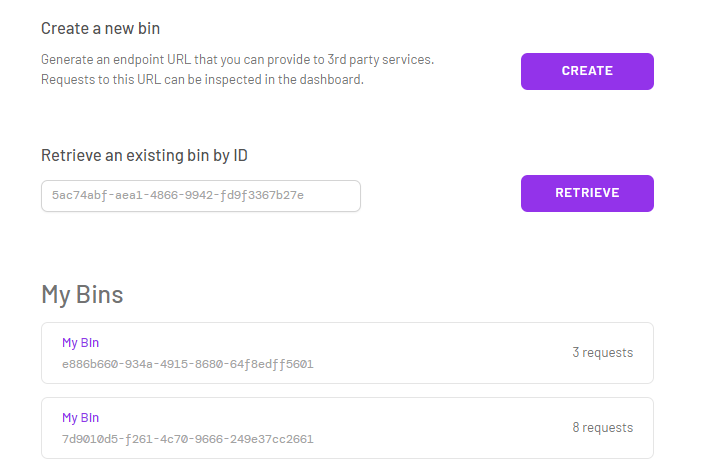 Create a new bin
Generate an endpoint URL that you can provide to 3rd party services.
Requests to this URL can be inspected in the dashboard.
CREATE
Retrieve an existing bin by ID
5ac74abf-aea1-4866-9942-fd9f3367b27e
RETRIEVE
My Bins
My Bin
e886b660-934a-4915-8680-64f8edff5601
3 requests
My Bin
7d9010d5-f261-4c70-9666-249e37cc2661
8 requests